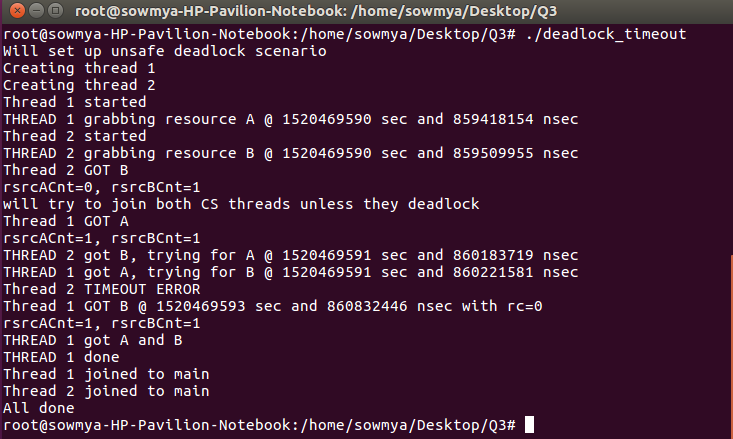 root@sowmya-HP-Pavilion-Notebook: /home/sowmya/Desktop/Q3
root@sowmya-HP-Pavilion-Notebook:/home/sowmya/Desktop/Q3# ./deadlock_timeout
Will set up unsafe deadlock scenario
Creating thread 1
Creating thread 2
Thread 1 started
THREAD 1 grabbing resource A @ 1520469590 sec and 859418154 nsec
Thread 2 started
THREAD 2 grabbing resource B @ 1520469590 sec and 859509955 nsec
Thread 2 GOT B
rsrcACnt=0, rsrcBCnt=1
will try to join both CS threads unless they deadlock
Thread 1 GOT A
rsrcACnt=1, rsrcBCnt=1
THREAD 2 got B, trying for A @ 1520469591 sec and 860183719 nsec
THREAD 1 got A, trying for B @ 1520469591 sec and 860221581 nsec
Thread 2 TIMEOUT ERROR
Thread 1 GOT B @ 1520469593 sec and 860832446 nsec with rc=0
rsrcACnt=1, rsrcBCnt=1
THREAD 1 got A and B
THREAD 1 done
Thread 1 joined to main
Thread 2 joined to main
All done
root@sowmya-HP-Pavilion-Notebook:/home/sowmya/Desktop/Q3#